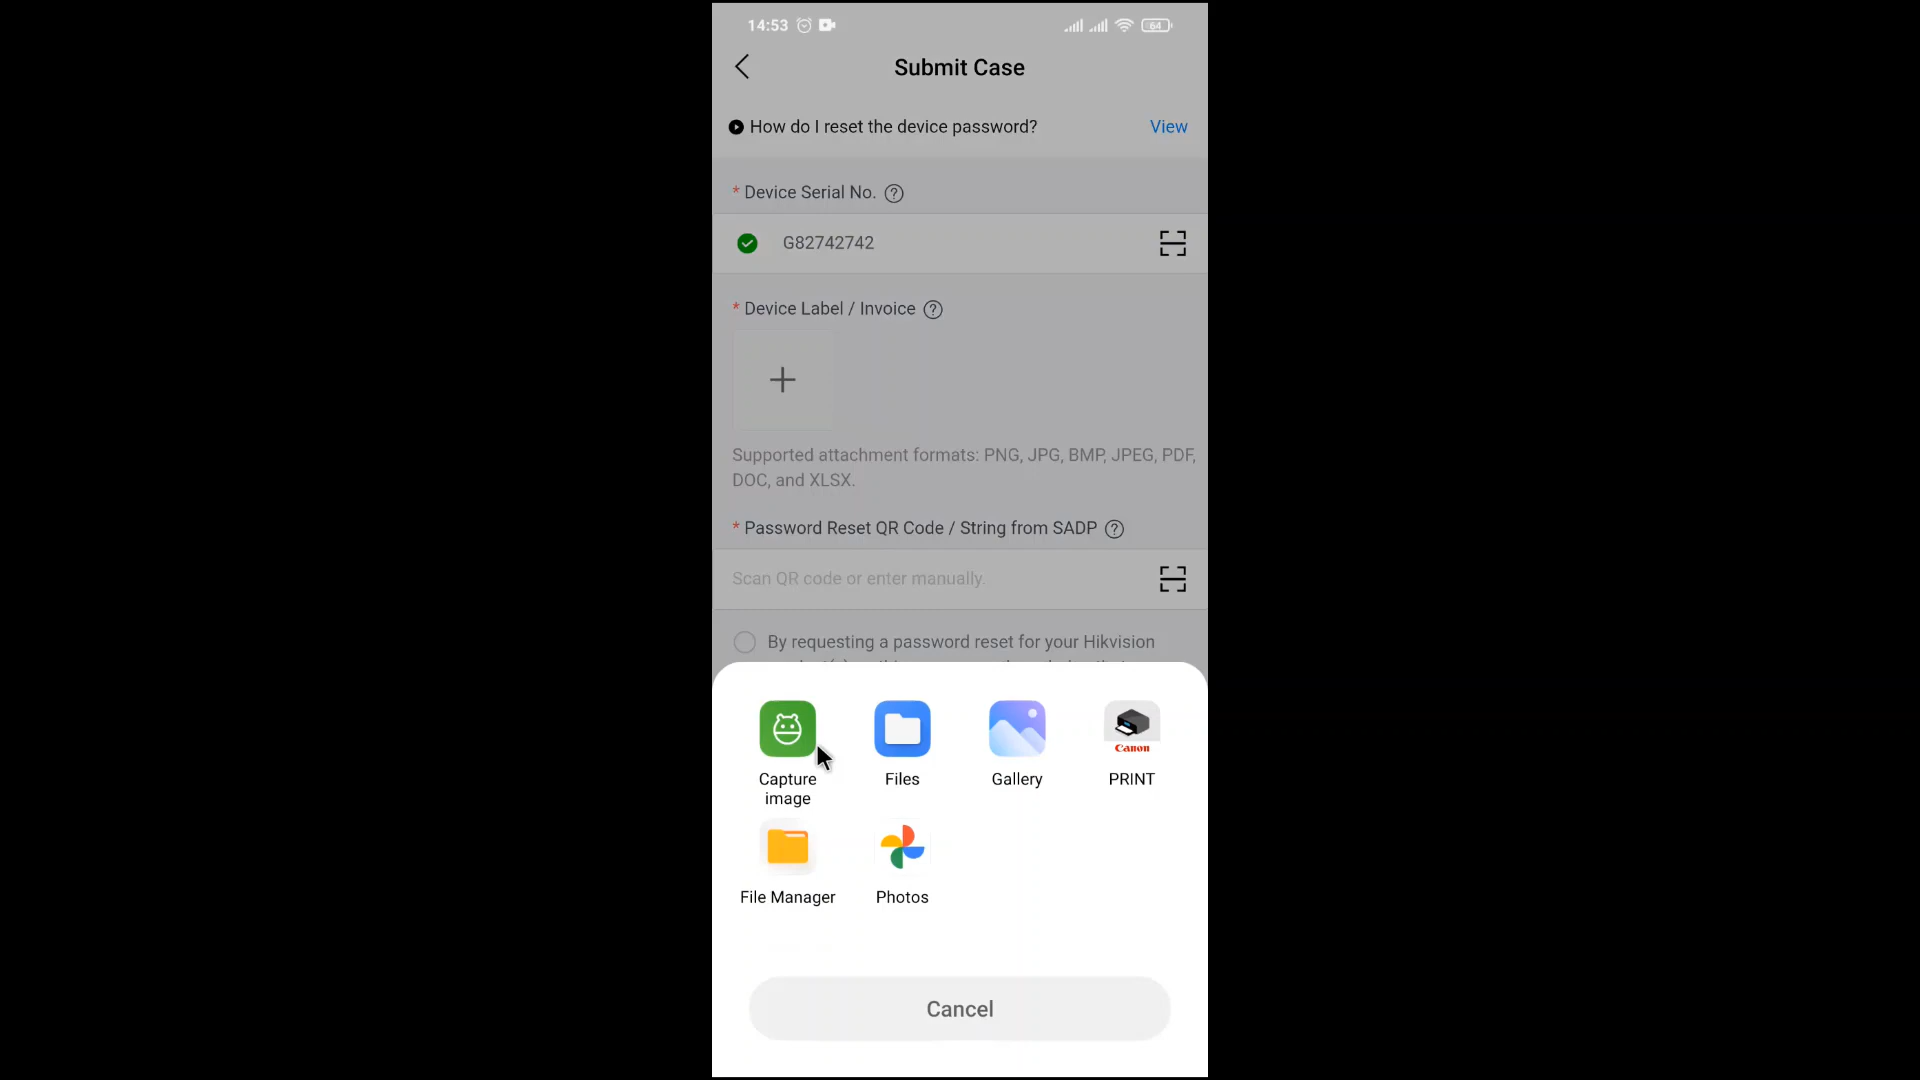 14:53
64
Submit Case
How do I reset the device password?
View
* Device Serial No. ?
G82742742
* Device Label / Invoice ?
Supported attachment formats: PNG, JPG, BMP, JPEG, PDF,
DOC, and XLSX.
* Password Reset QR Code / String from SADP ?
Scan QR code or enter manually.
By requesting a password reset for your Hikvision
Canon
Capture
image
Files
Gallery
PRINT
File Manager
Photos
Cancel